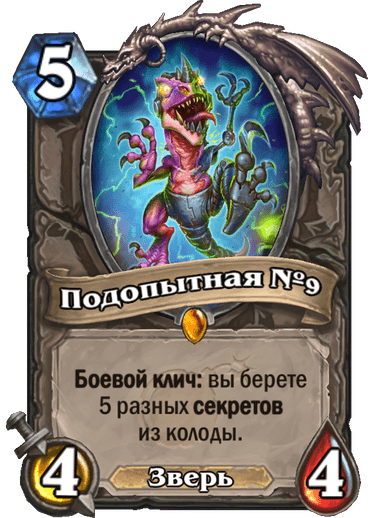 5
Подопытная №9
Боевой клич: вы берете
5 разных секретов
из колоды.
4
Зверь
4